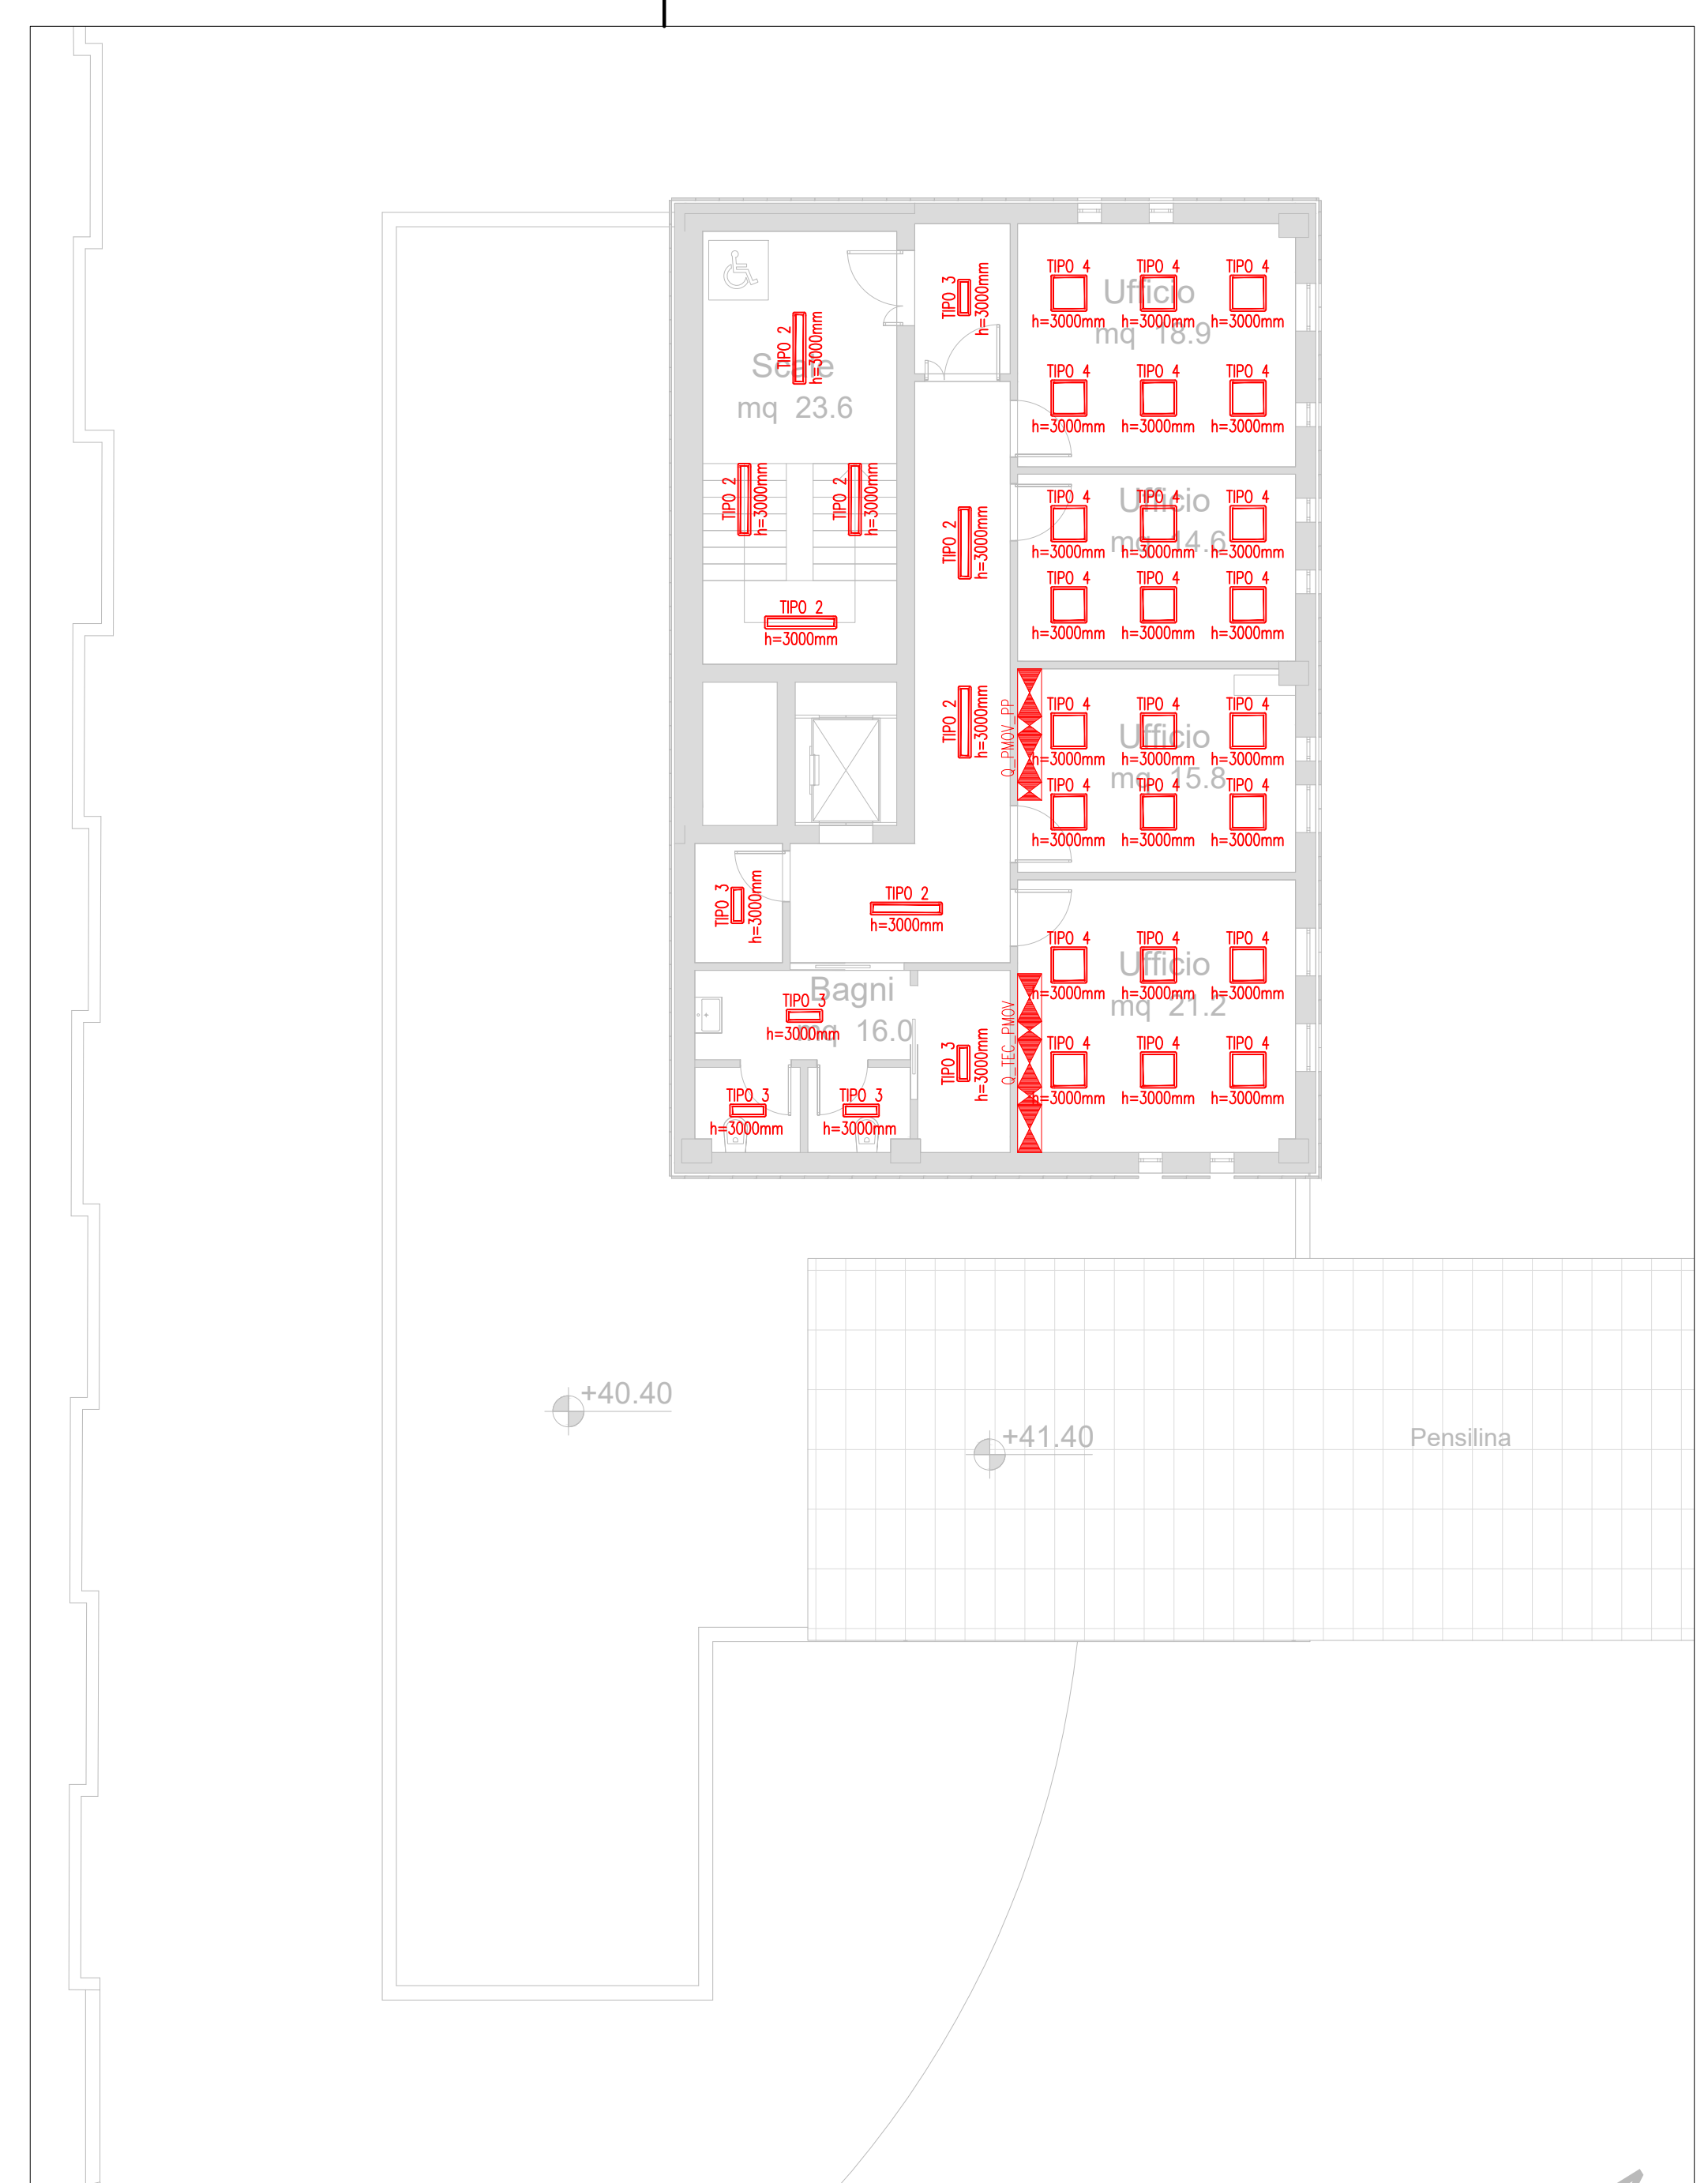 TIPO 4 TIPO 4 TIPO 4
Ufficio
h=3000mm h=3000mm h=3000mm
mq 18.9
TIPO 3
h=3000mm
TIPO 2
h=3000mm
Scale
mq 23.6
TIPO 4 TIPO 4 TIPO 4
h=3000mm h=3000mm h=3000mm
TIPO 2
h=3000mm
TIPO 2
h=3000mm
TIPO 2
h=3000mm
TIPO 4 TIPO 4 TIPO 4
Ufficio
mq 14.6
h=3000mm h=3000mm h=3000mm
TIPO 4 TIPO 4 TIPO 4
h=3000mm h=3000mm h=3000mm
TIPO 2
h=3000mm
TIPO 2
h=3000mm
Q_PMOV_PP
TIPO 4 TIPO 4 TIPO 4
Ufficio
h=3000mm h=3000mm h=3000mm
mq 15.8
TIPO 4 TIPO 4 TIPO 4
h=3000mm h=3000mm h=3000mm
TIPO 3
h=3000mm
TIPO 2
h=3000mm
TIPO 4 TIPO 4 TIPO 4
Ufficio
h=3000mm h=3000mm h=3000mm
mq 21.2
Bagni
TIPO 3
mq 16.0
h=3000mm
TIPO 3
h=3000mm
Q_TEC_PMOV
TIPO 4 TIPO 4 TIPO 4
h=3000mm h=3000mm h=3000mm
TIPO 3 TIPO 3
h=3000mm h=3000mm
+40.40
+41.40
Pensilina